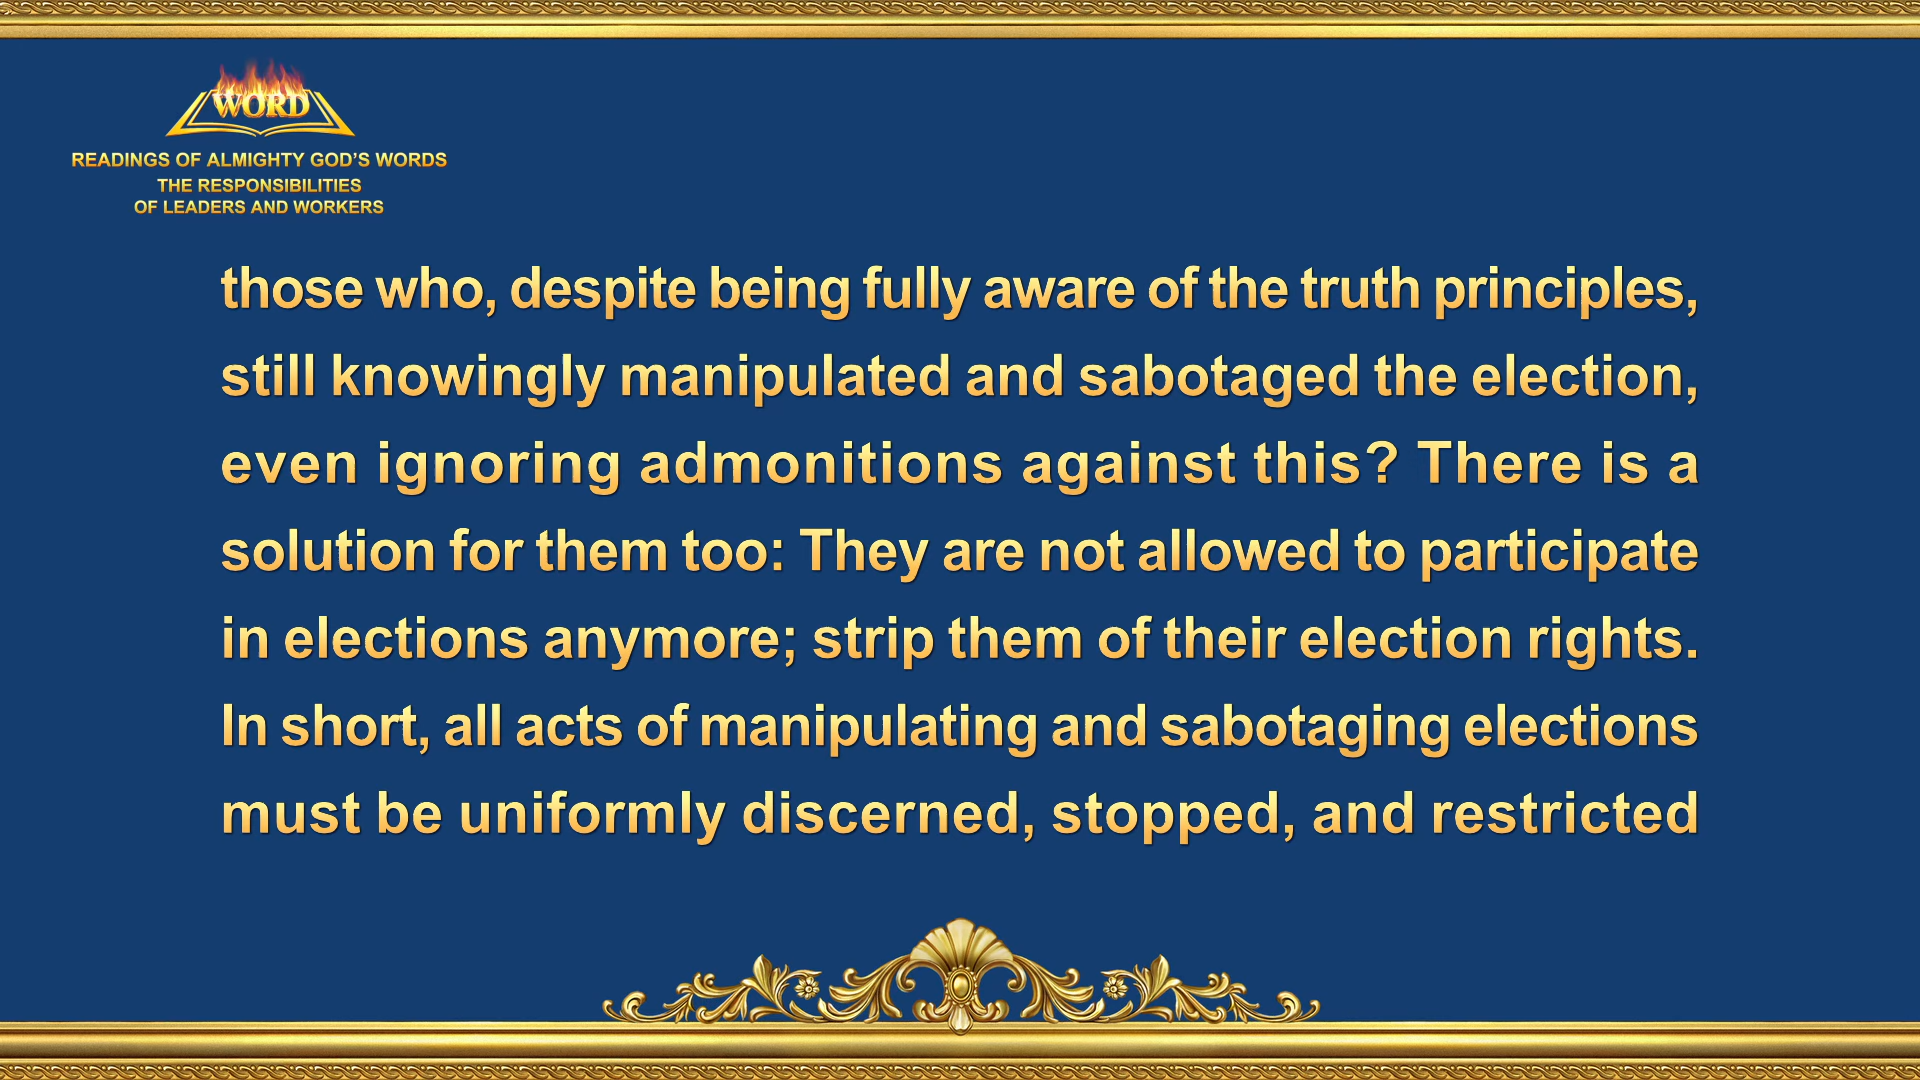 WORD
READINGS OF ALMIGHTY GOD'S WORDS
THE RESPONSIBILITIES
OF LEADERS AND WORKERS
those who, despite being fully aware of the truth principles,
still knowingly manipulated and sabotaged the election,
even ignoring admonitions against this? There is a
solution for them too: They are not allowed to participate
in elections anymore; strip them of their election rights.
In short, all acts of manipulating and sabotaging elections
must be uniformly discerned, stopped, and restricted